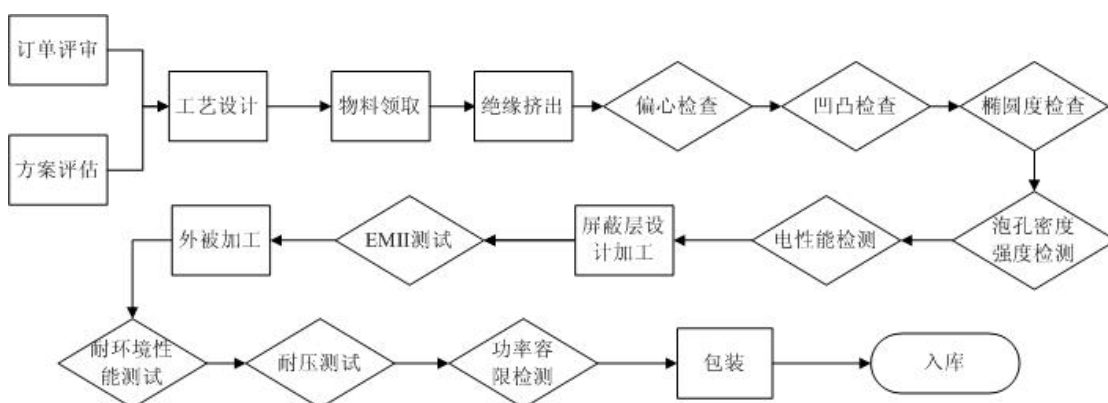 订单评审
方案评估
工艺设计
物料领取
绝缘挤出
偏心检查
凹凸检查
椭圆度检查
泡孔密度
强度检测
电性能检测
屏蔽层设
计加工
EMII测试
外被加工
耐环境性
能测试
耐压测试
功率容
限检测
包装
入库